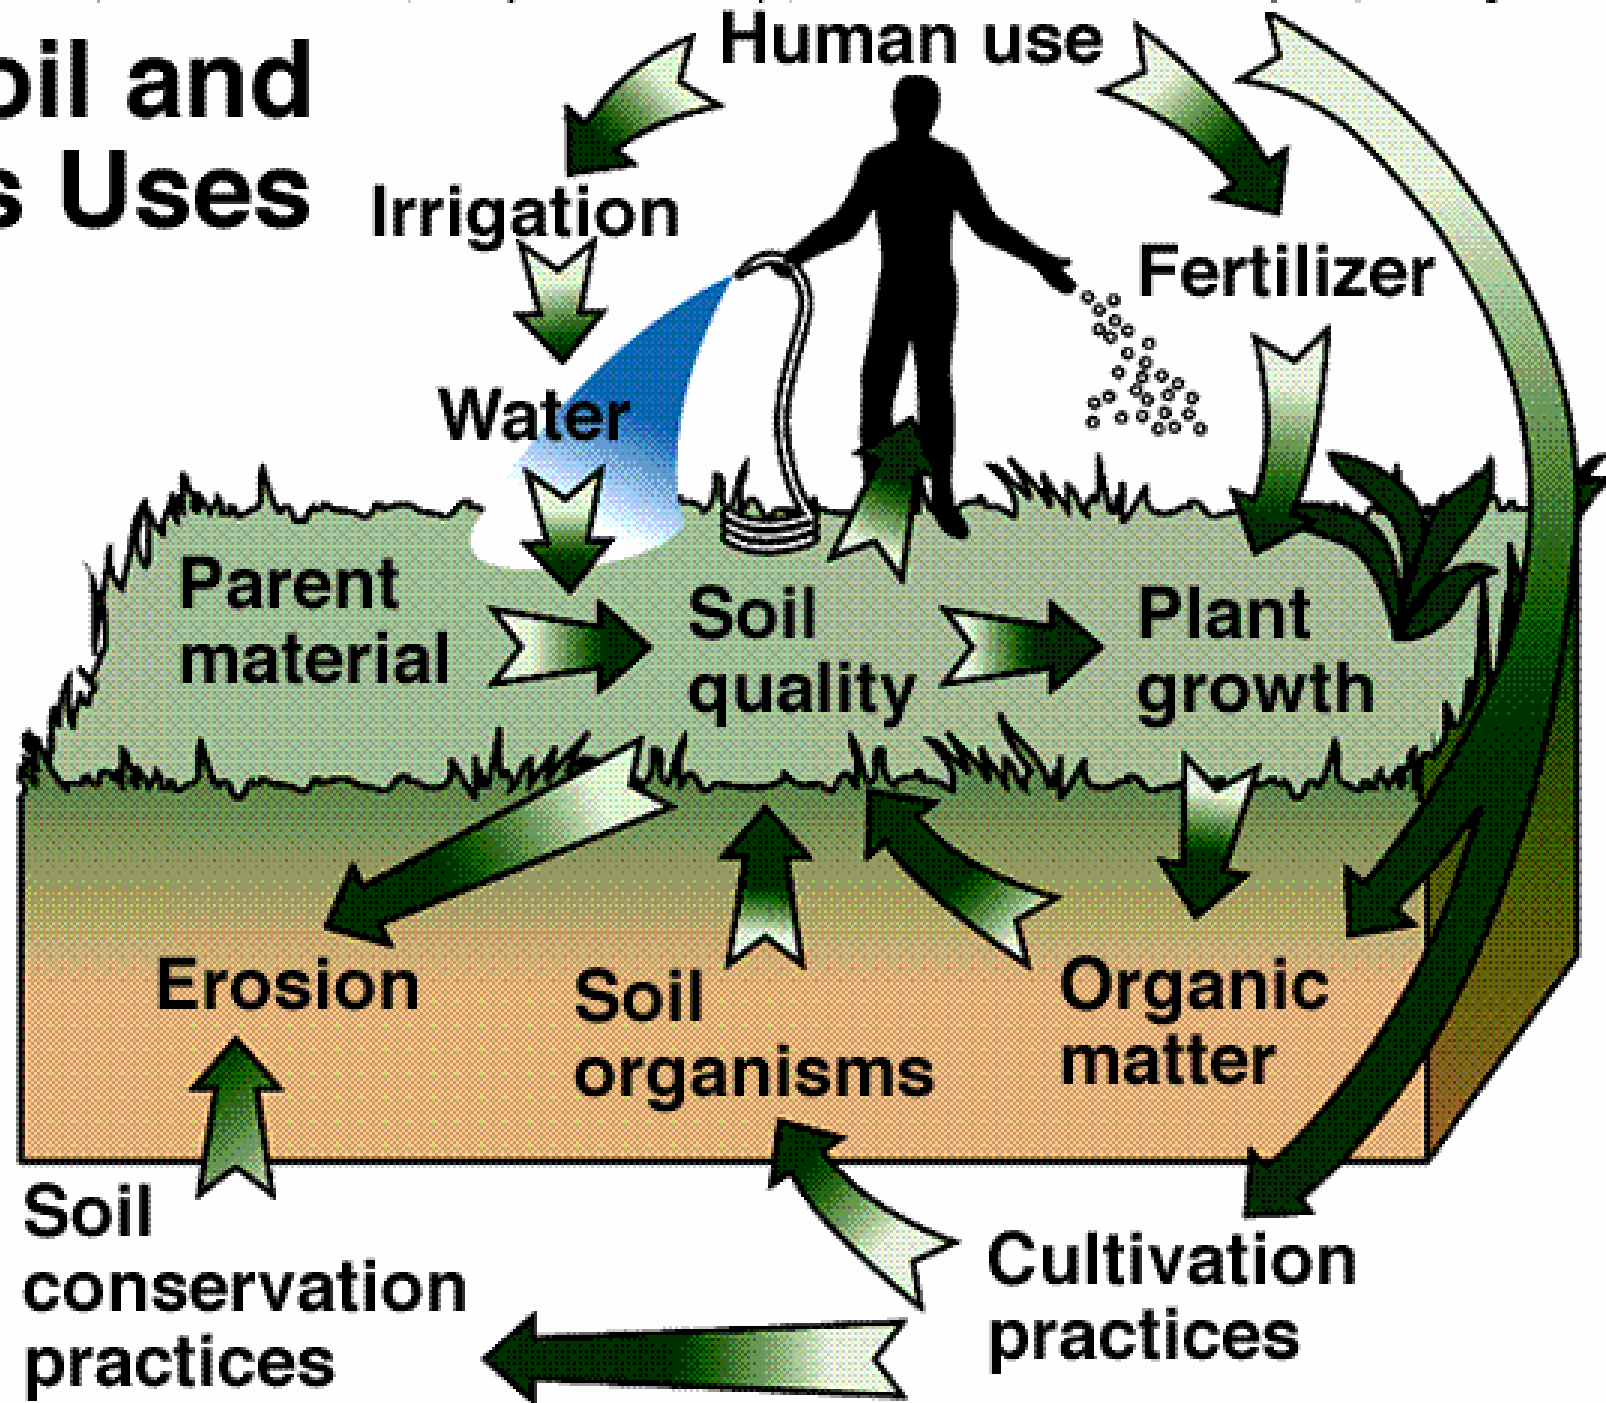 Human use
oil and
s Uses
Irrigation
Fertilizer
Water
Parent
material
Soil
quality
Plant
growth
Erosion
Soil
organisms
Organic
matter
Soil
conservation
practices
Cultivation
practices